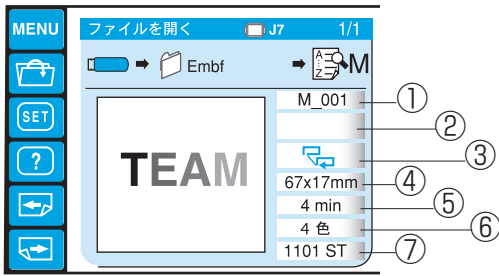 MENU
ファイルを開く J7 1/1
Embf A Z M
SET
M_001 ①
②
?
③
TEAM
67x17mm ④
4 min ⑤
4 色 ⑥
1101 ST ⑦